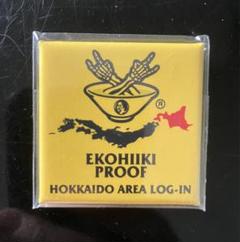 ®
EKOHIIKI
PROOF
HOKKAIDO AREA LOG-IN